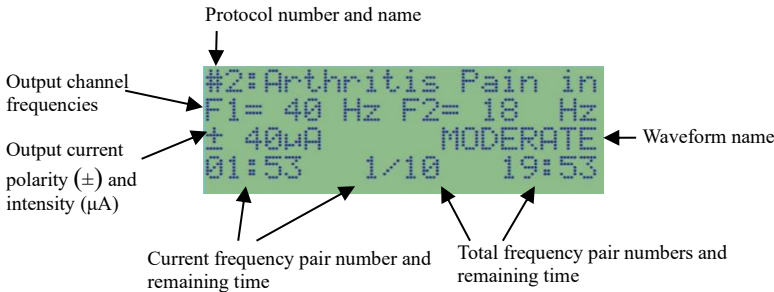 Protocol number and name
Output channel
frequencies
Output current
polarity (±) and
intensity (µA)
#2:Arthritis Pain in
F1= 40 Hz F2= 18 Hz
± 40µA MODERATE
01:53 1/10 19:53
Waveform name
Current frequency pair number and
remaining time
Total frequency pair numbers and
remaining time